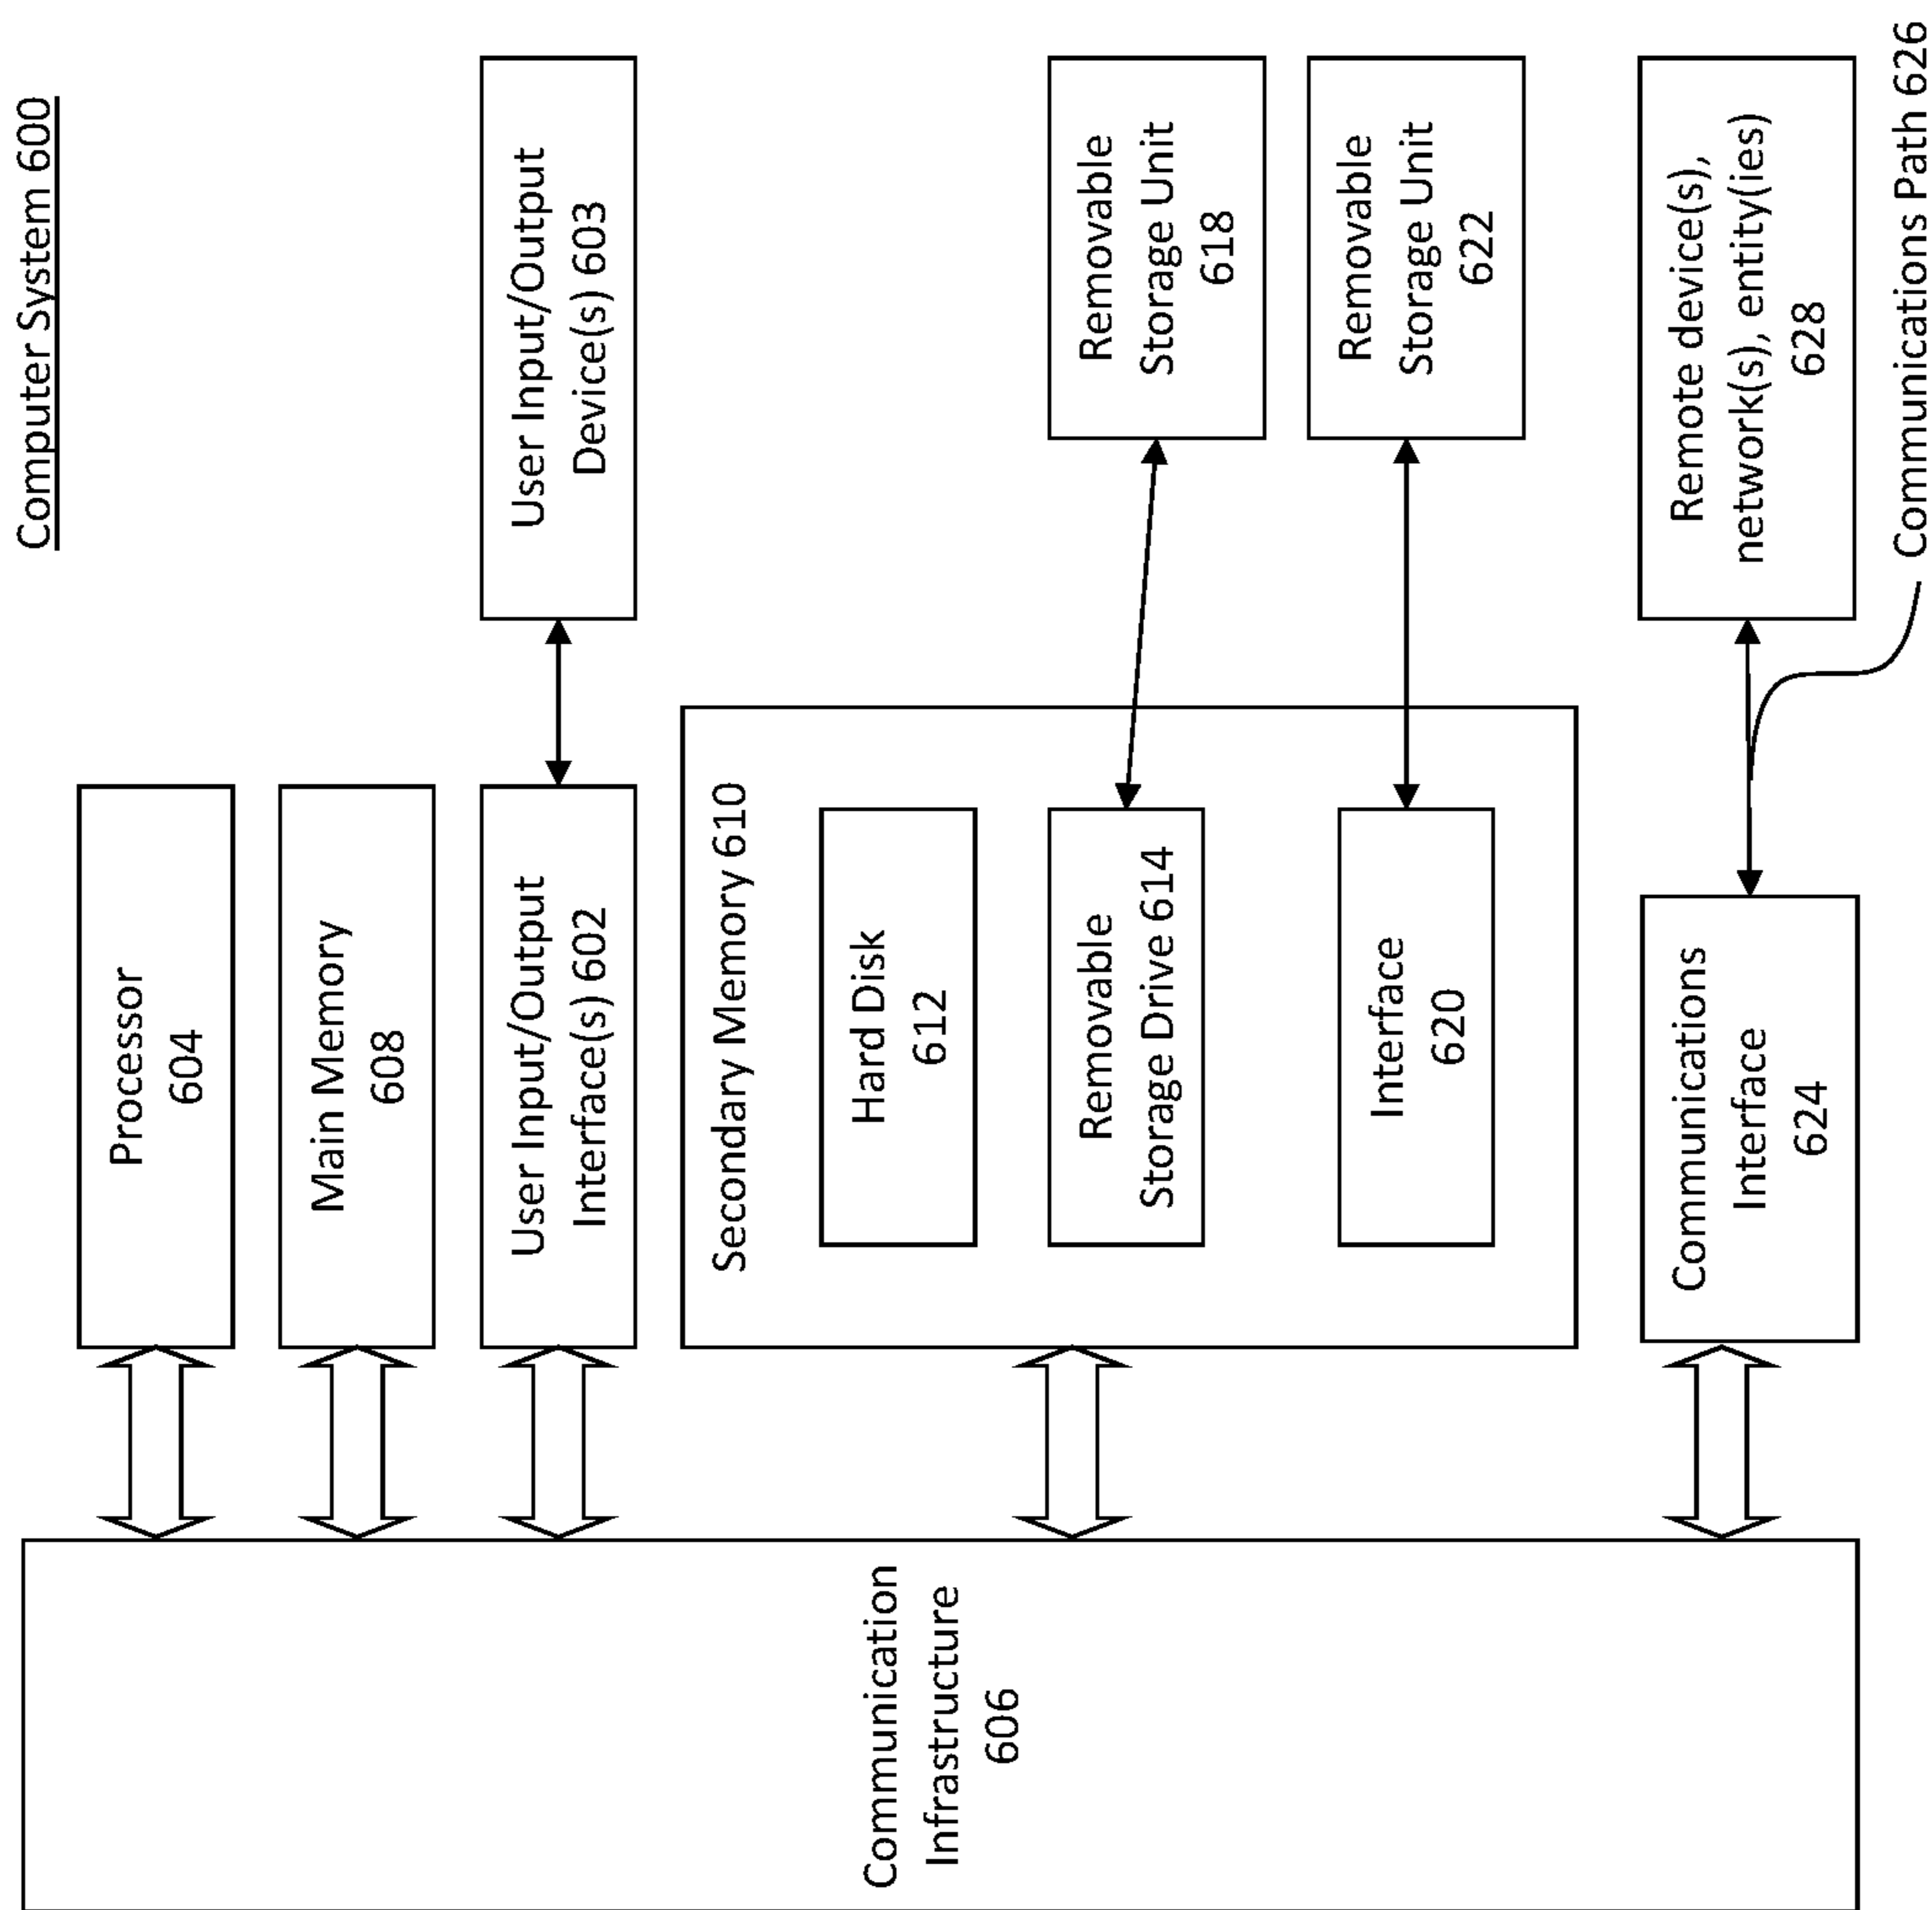 Computer System 600
Processor
604
Main Memory
608
User Input/Output
Interface(s) 602
User Input/Output
Device(s) 603
Secondary Memory 610
Hard Disk
612
Removable
Storage Drive 614
Removable
Storage Unit
618
Interface
620
Removable
Storage Unit
622
Communication
Infrastructure
606
Communications
Interface
624
Remote device(s),
network(s), entity(ies)
628
Communications Path 626